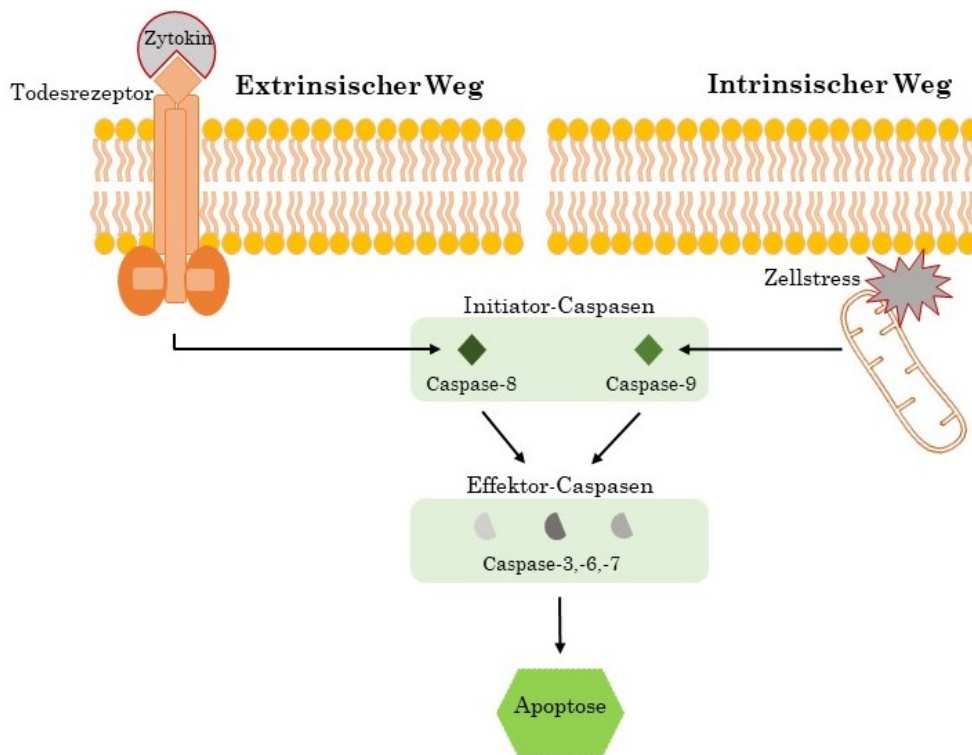 Zytokin
Todesrezeptor
Extrinsischer Weg
Intrinsischer Weg
Zellstress
Initiator-Caspasen
Caspase-8
Caspase-9
Effektor-Caspasen
Caspase-3,-6,-7
Apoptose